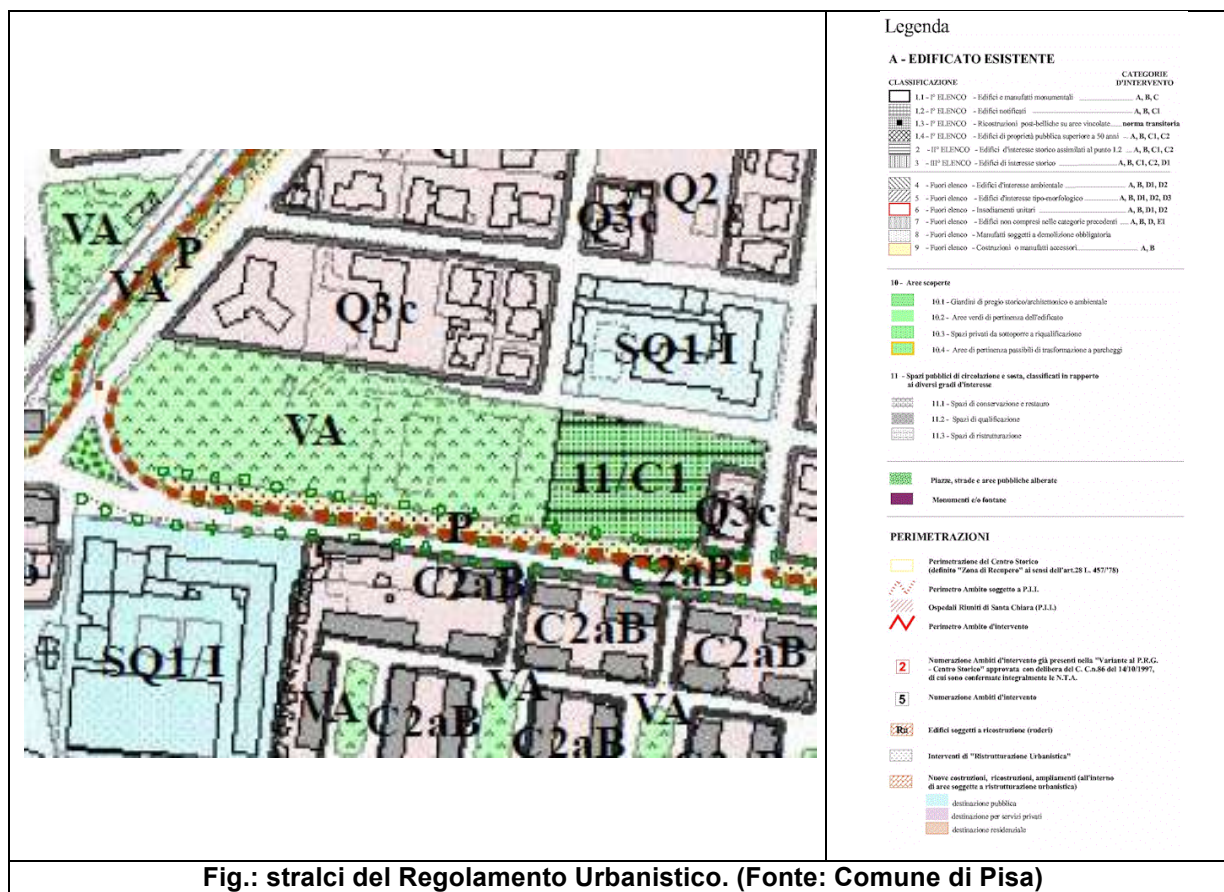 VA
Q2
Q3c
P
VA
Q3c
SQ1/I
VA
11/C1
Q3c
P
C2aB
C2aB
C2aB
C2aB
SQ1/I
VA
VA
C2aB
VA
C2aB
Legenda
A - EDIFICATO ESISTENTE
CLASSIFICAZIONE CATEGORIE D'INTERVENTO
1.1 - I° ELENCO - Edifici e manufatti monumentali A, B, C
1.2 - I° ELENCO - Edifici notificati A, B, C1
1.3 - I° ELENCO - Ricostruzioni post-belliche su aree vincolate norma transitoria
1.4 - I° ELENCO - Edifici di proprietà pubblica superiore a 50 anni A, B, C1, C2
2 - II° ELENCO - Edifici d'interesse storico assimilati al punto 1.2 A, B, C1, C2
3 - III° ELENCO - Edifici di interesse storico A, B, C1, C2, D1
4 - Fuori elenco - Edifici d'interesse ambientale A, B, D1, D2
5 - Fuori elenco - Edifici d'interesse tipo-morfologico A, B, D1, D2, D3
6 - Fuori elenco - Insediamenti unitari A, B, D1, D2
7 - Fuori elenco - Edifici non compresi nelle categorie precedenti A, B, D, E1
8 - Fuori elenco - Manufatti soggetti a demolizione obbligatoria
9 - Fuori elenco - Costruzioni o manufatti accessori A, B
10 - Aree scoperte
10.1 - Giardini di pregio storico/architettonico o ambientale
10.2 - Aree verdi di pertinenza dell'edificato
10.3 - Spazi privati da sottoporre a riqualificazione
10.4 - Aree di pertinenza passibili di trasformazione a parcheggi
11 - Spazi pubblici di circolazione e sosta, classificati in rapporto
ai diversi gradi d'interesse
11.1 - Spazi di conservazione e restauro
11.2 - Spazi di qualificazione
11.3 - Spazi di ristrutturazione
Piazze, strade e aree pubbliche alberate
Monumenti e/o fontane
PERIMETRAZIONI
Perimetrazione del Centro Storico
(definito "Zona di Recupero" ai sensi dell'art.28 L. 457/'78)
Perimetro Ambito soggetto a P.I.I.
Ospedali Riuniti di Santa Chiara (P.I.I.)
Perimetro Ambito d'intervento
2 Numerazione Ambiti d'intervento già presenti nella "Variante al P.R.G.
- Centro Storico" approvata con delibera del C. C.n.86 del 14/10/1997,
di cui sono confermate integralmente le N.T.A.
5 Numerazione Ambiti d'intervento
Edifici soggetti a ricostruzione (ruderi)
Interventi di "Ristrutturazione Urbanistica"
Nuove costruzioni, ricostruzioni, ampliamenti (all'interno
di aree soggette a ristrutturazione urbanistica)
destinazione pubblica
destinazione per servizi privati
destinazione residenziale
Fig.: stralci del Regolamento Urbanistico. (Fonte: Comune di Pisa)